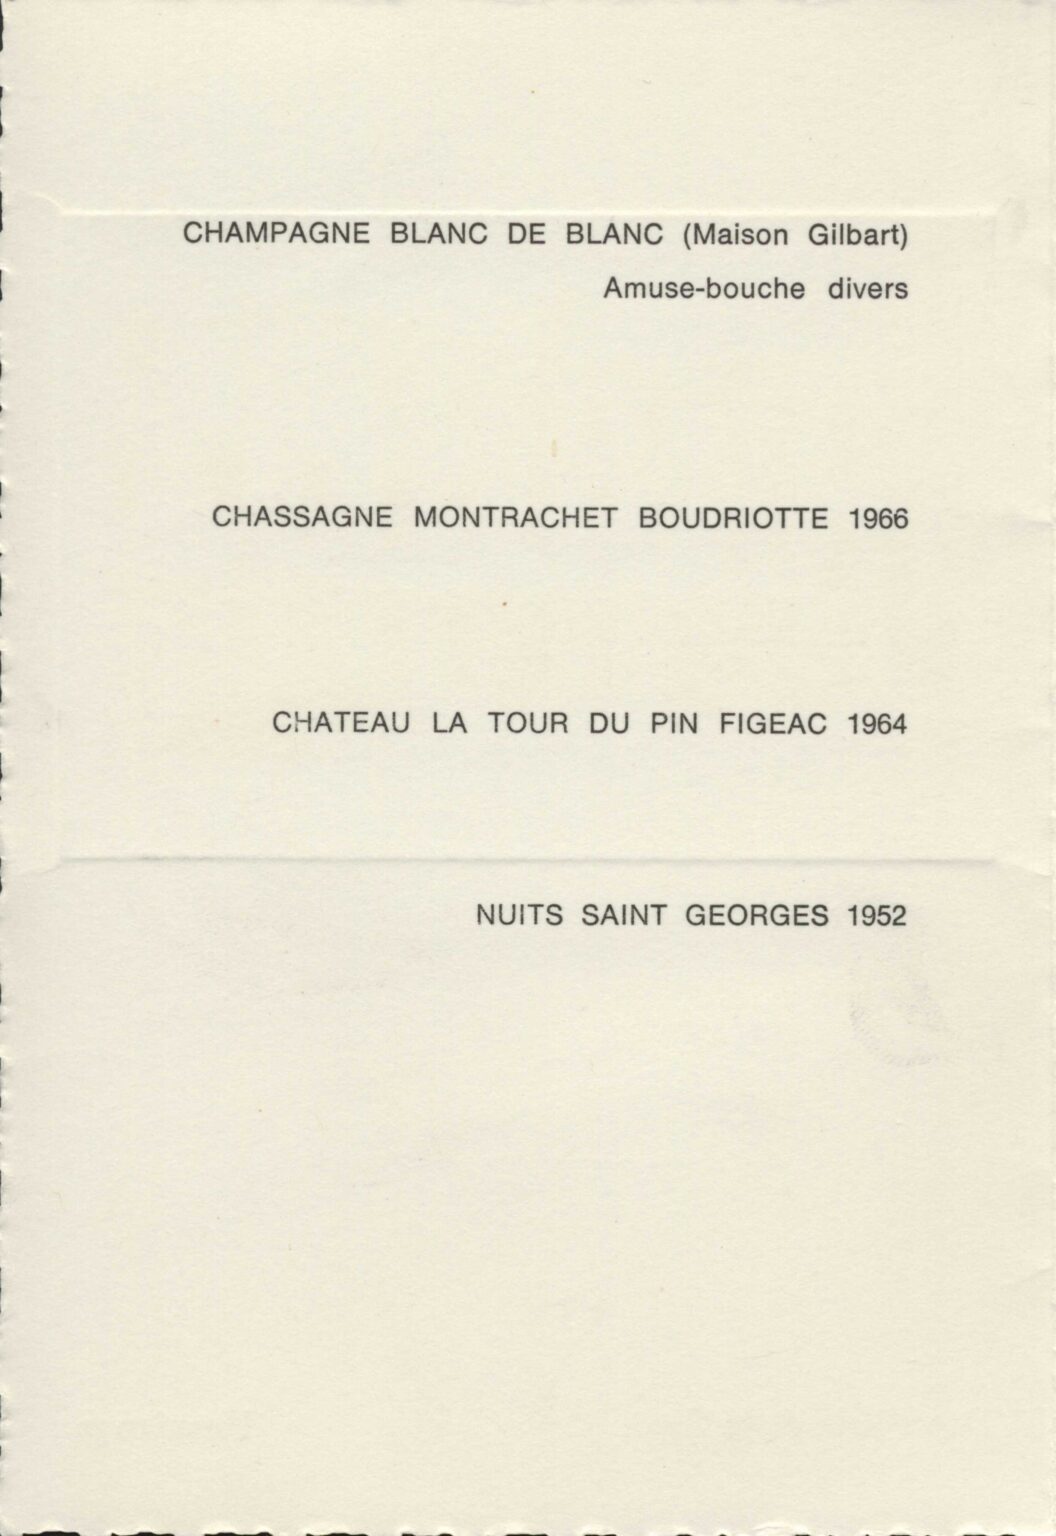 CHAMPAGNE BLANC DE BLANC (Maison Gilbart)
Amuse-bouche divers
CHASSAGNE MONTRACHET BOUDRIOTTE 1966
CHATEAU LA TOUR DU PIN FIGEAC 1964
NUITS SAINT GEORGES 1952